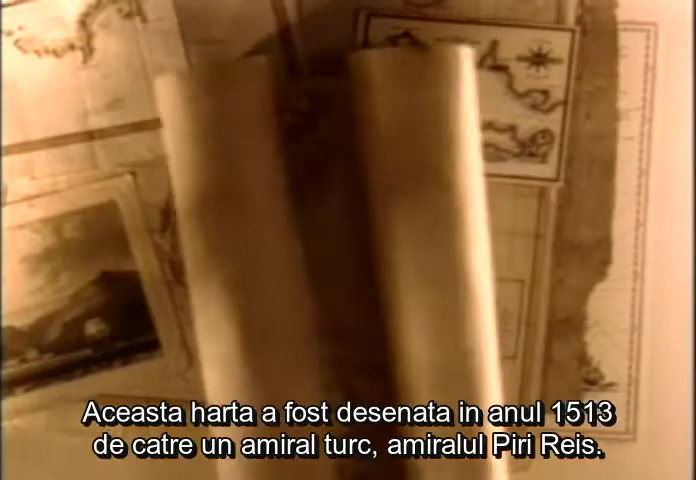 Aceasta harta a fost desenata in anul 1513
de catre un amiral turc, amiralul Piri Reis.